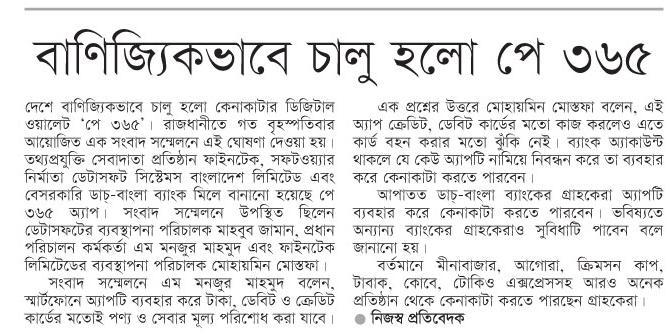 বাণিজ্যিকভাবে চালু হলো পে ৩৬৫
দেশে বাণিজ্যিকভাবে চালু হলো কেনাকাটার ডিজিটাল
ওয়ালেট 'পে ৩৬৫'। রাজধানীতে গত বৃহস্পতিবার
আয়োজিত এক সংবাদ সম্মেলনে এই ঘোষণা দেওয়া হয়।
তথ্যপ্রযুক্তি সেবাদাতা প্রতিষ্ঠান ফাইনটেক, সফটওয়্যার
নির্মাতা ডেটাসফট সিস্টেমস বাংলাদেশ লিমিটেড এবং
বেসরকারি ডাচ্-বাংলা ব্যাংক মিলে বানানো হয়েছে পে
৩৬৫ অ্যাপ। সংবাদ সম্মেলনে উপস্থিত ছিলেন
ডেটাসফটের ব্যবস্থাপনা পরিচালক মাহবুব জামান, প্রধান
পরিচালন কর্মকর্তা এম মনজুর মাহমুদ এবং ফাইনটেক
লিমিটেডের ব্যবস্থাপনা পরিচালক মোহায়মিন মোস্তফা।
সংবাদ সম্মেলনে এম মনজুর মাহমুদ বলেন,
স্মার্টফোনে অ্যাপটি ব্যবহার করে টাকা, ডেবিট ও ক্রেডিট
কার্ডের মতোই পণ্য ও সেবার মূল্য পরিশোধ করা যাবে।
এক প্রশ্নের উত্তরে মোহায়মিন মোস্তফা বলেন, এই
অ্যাপ ক্রেডিট, ডেবিট কার্ডের মতো কাজ করলেও এতে
কার্ড বহন করার মতো ঝুঁকি নেই। ব্যাংক অ্যাকাউন্ট
থাকলে যে কেউ অ্যাপটি নামিয়ে নিবন্ধন করে তা ব্যবহার
করে কেনাকাটা করতে পারবেন।
আপাতত ডাচ্-বাংলা ব্যাংকের গ্রাহকেরা অ্যাপটি
ব্যবহার করে কেনাকাটা করতে পারবেন। ভবিষ্যতে
অন্যান্য ব্যাংকের গ্রাহকেরাও সুবিধাটি পাবেন বলে
জানানো হয়।
বর্তমানে মীনাবাজার, আগোরা, ক্রিমসন কাপ,
টাবাক, কোবে, টোকিও এক্সপ্রেসসহ আরও অনেক
প্রতিষ্ঠান থেকে কেনাকাটা করতে পারছেন গ্রাহকেরা।
● নিজস্ব প্রতিবেদক